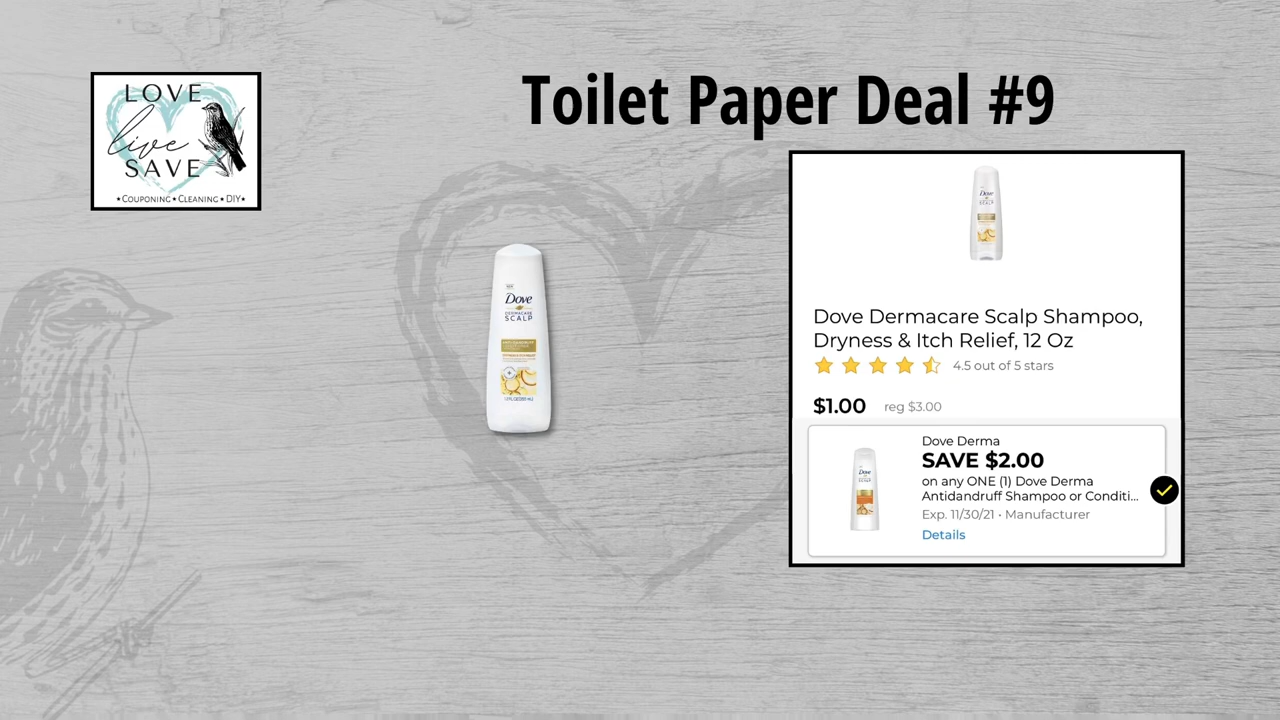 LOVE
live
SAVE
★COUPONING★CLEANING★DIY★
Toilet Paper Deal #9
Dove
DERMACARE
SCALP
Dove
Dove Dermacare Scalp Shampoo,
Dryness & Itch Relief, 12 Oz
4.5 out of 5 stars
$1.00 reg $3.00
Dove
Dove Derma
SAVE $2.00
on any ONE (1) Dove Derma
Antidandruff Shampoo or Conditi...
Exp. 11/30/21 • Manufacturer
Details